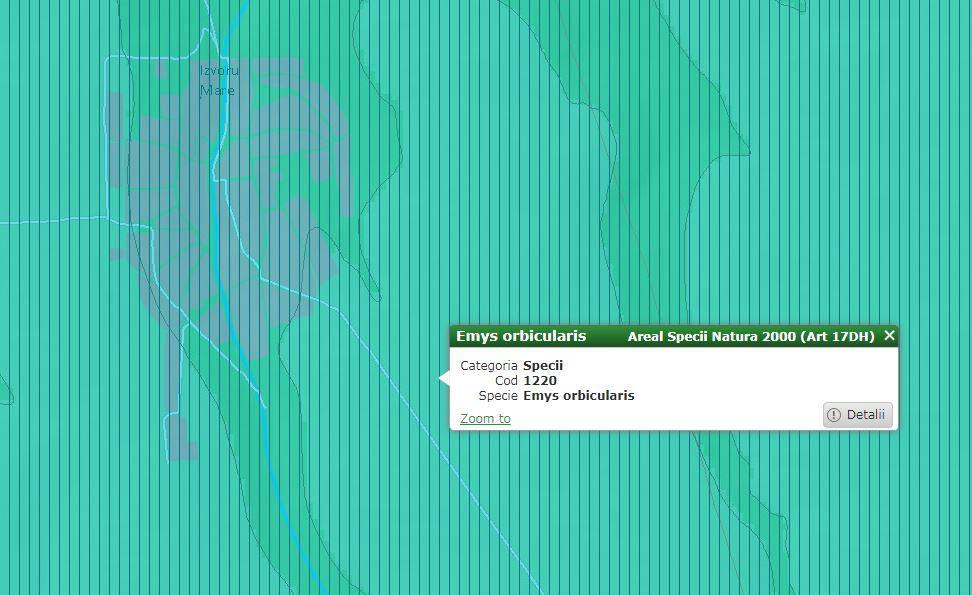 Izvoru
Mare
Emys orbicularis Areal Specii Natura 2000 (Art 17DH)
Categoria Specii
Cod 1220
Specie Emys orbicularis
Zoom to
Detalii